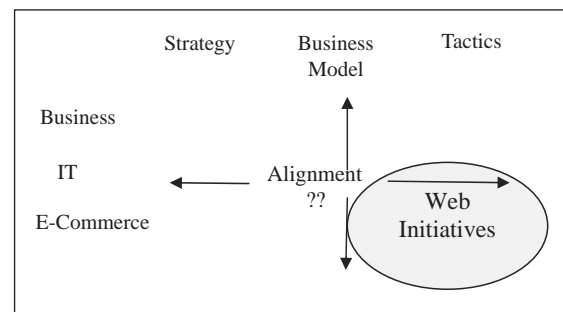 Strategy
Business
Model
Tactics
Business
IT
E-Commerce
Alignment
??
Web
Initiatives